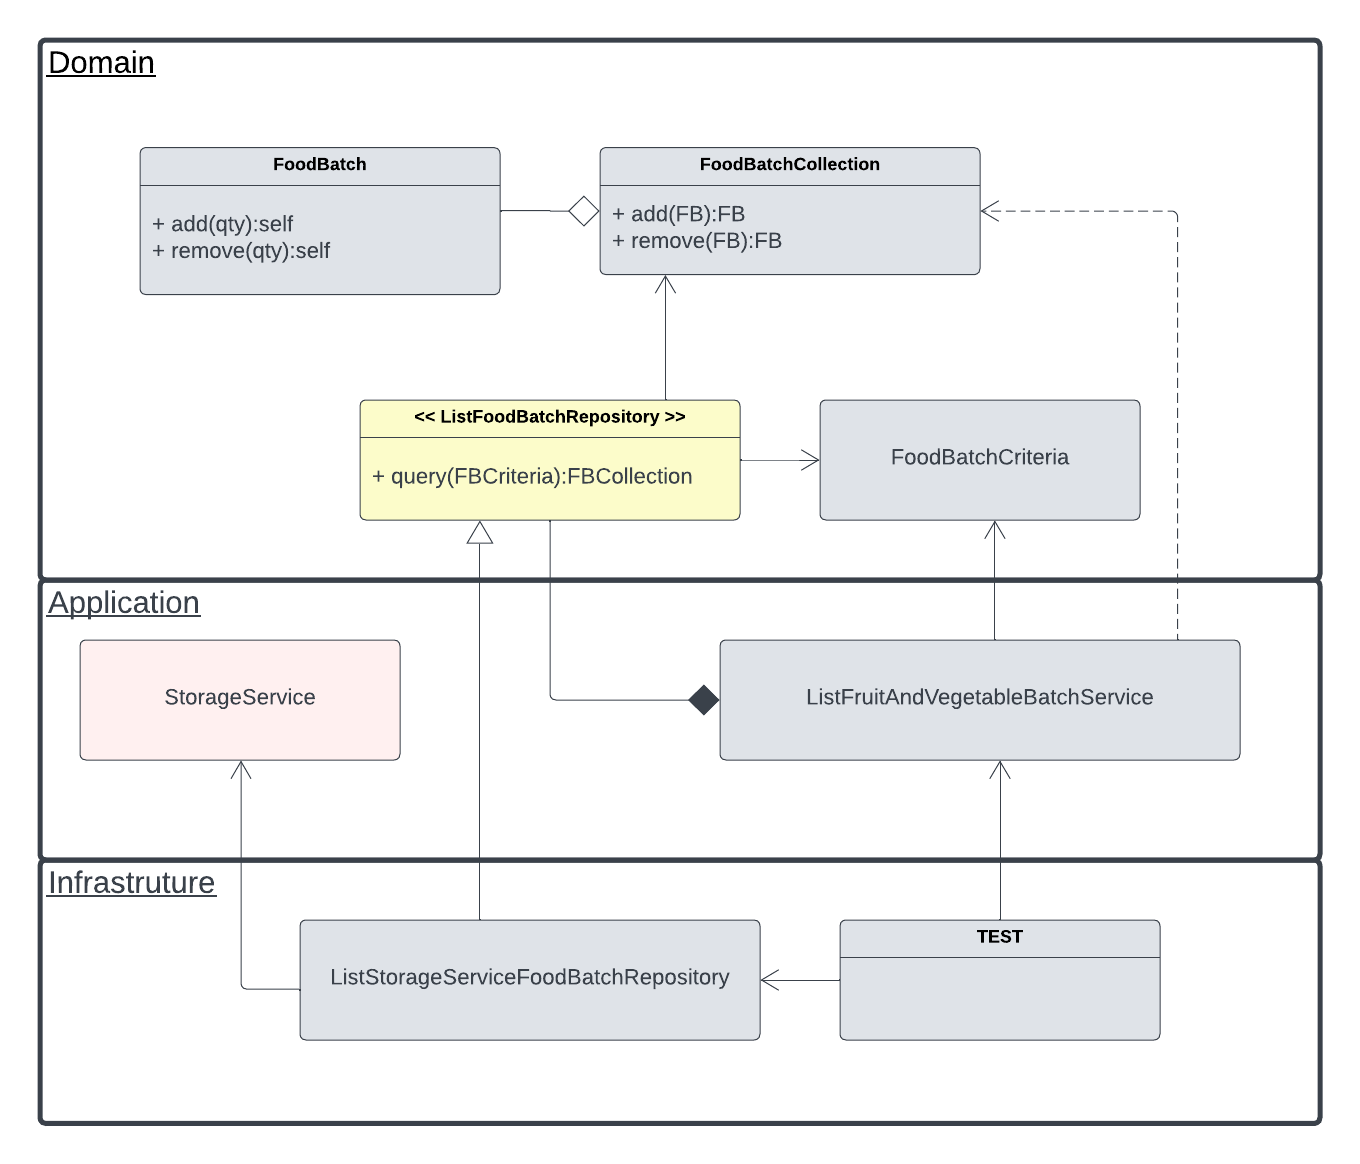 Domain
FoodBatch
+ add(qty):self
+ remove(qty):self
FoodBatchCollection
+ add(FB):FB
+ remove(FB):FB
<< ListFoodBatchRepository >>
+ query(FBCriteria):FBCollection
FoodBatchCriteria
Application
StorageService
ListFruitAndVegetableBatchService
Infrastruture
ListStorageServiceFoodBatchRepository
TEST